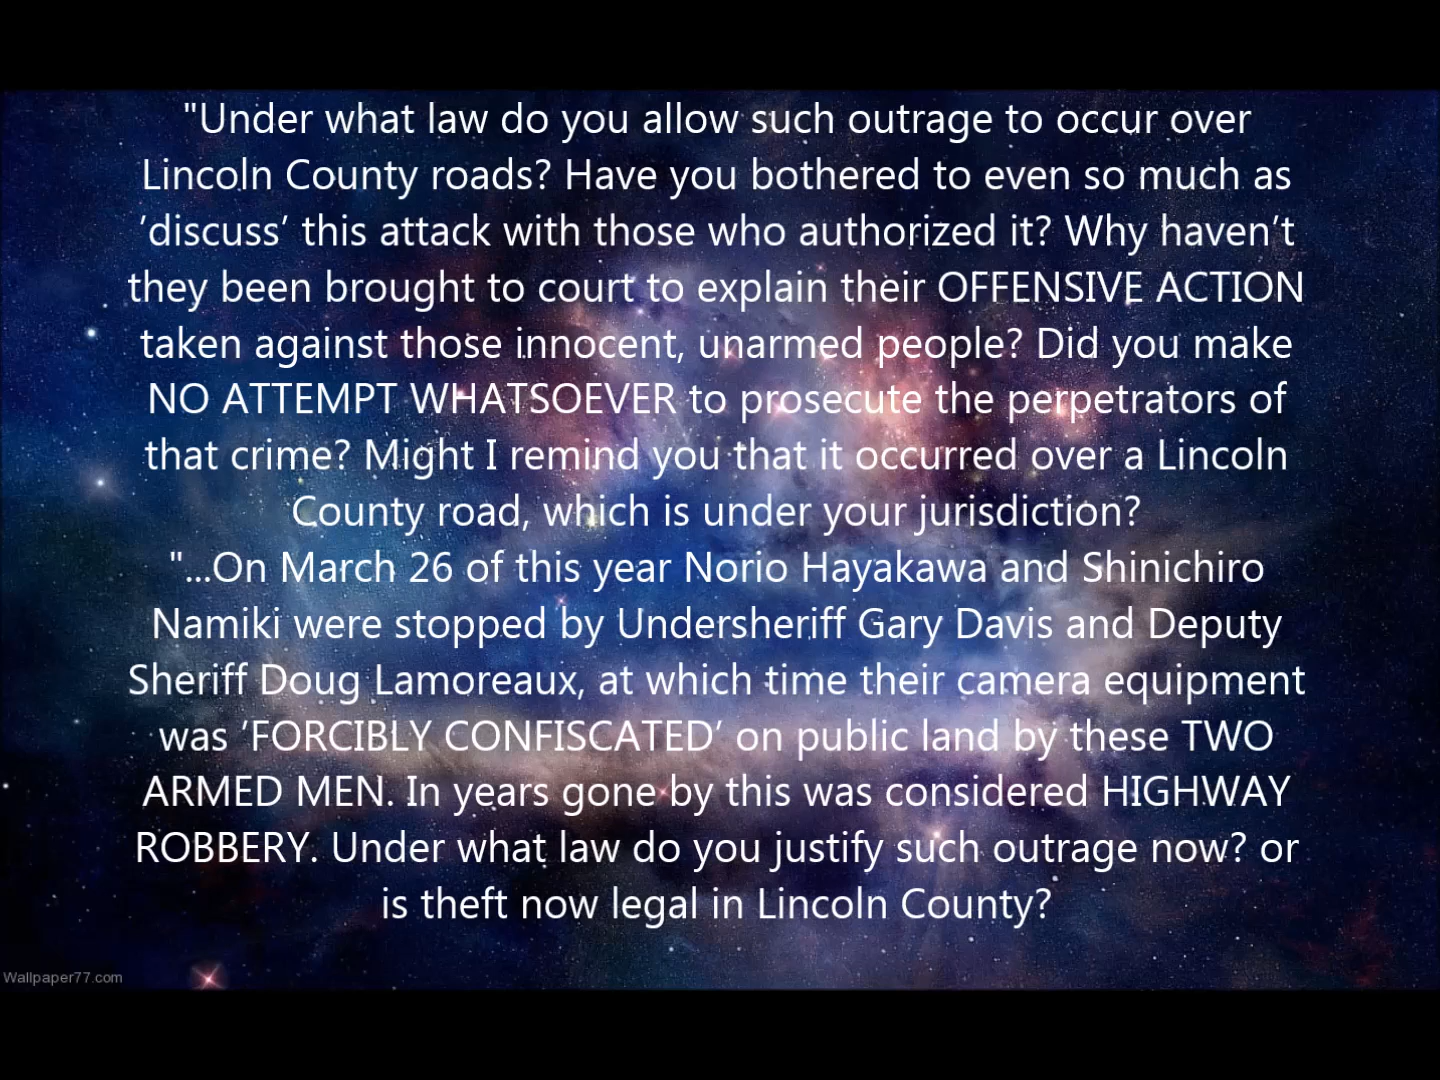 "Under what law do you allow such outrage to occur over
Lincoln County roads? Have you bothered to even so much as
’discuss’ this attack with those who authorized it? Why haven’t
they been brought to court to explain their OFFENSIVE ACTION
taken against those innocent, unarmed people? Did you make
NO ATTEMPT WHATSOEVER to prosecute the perpetrators of
that crime? Might I remind you that it occurred over a Lincoln
County road, which is under your jurisdiction?
"...On March 26 of this year Norio Hayakawa and Shinichiro
Namiki were stopped by Undersheriff Gary Davis and Deputy
Sheriff Doug Lamoreaux, at which time their camera equipment
was ’FORCIBLY CONFISCATED’ on public land by these TWO
ARMED MEN. In years gone by this was considered HIGHWAY
ROBBERY. Under what law do you justify such outrage now? or
is theft now legal in Lincoln County?
Wallpaper77.com